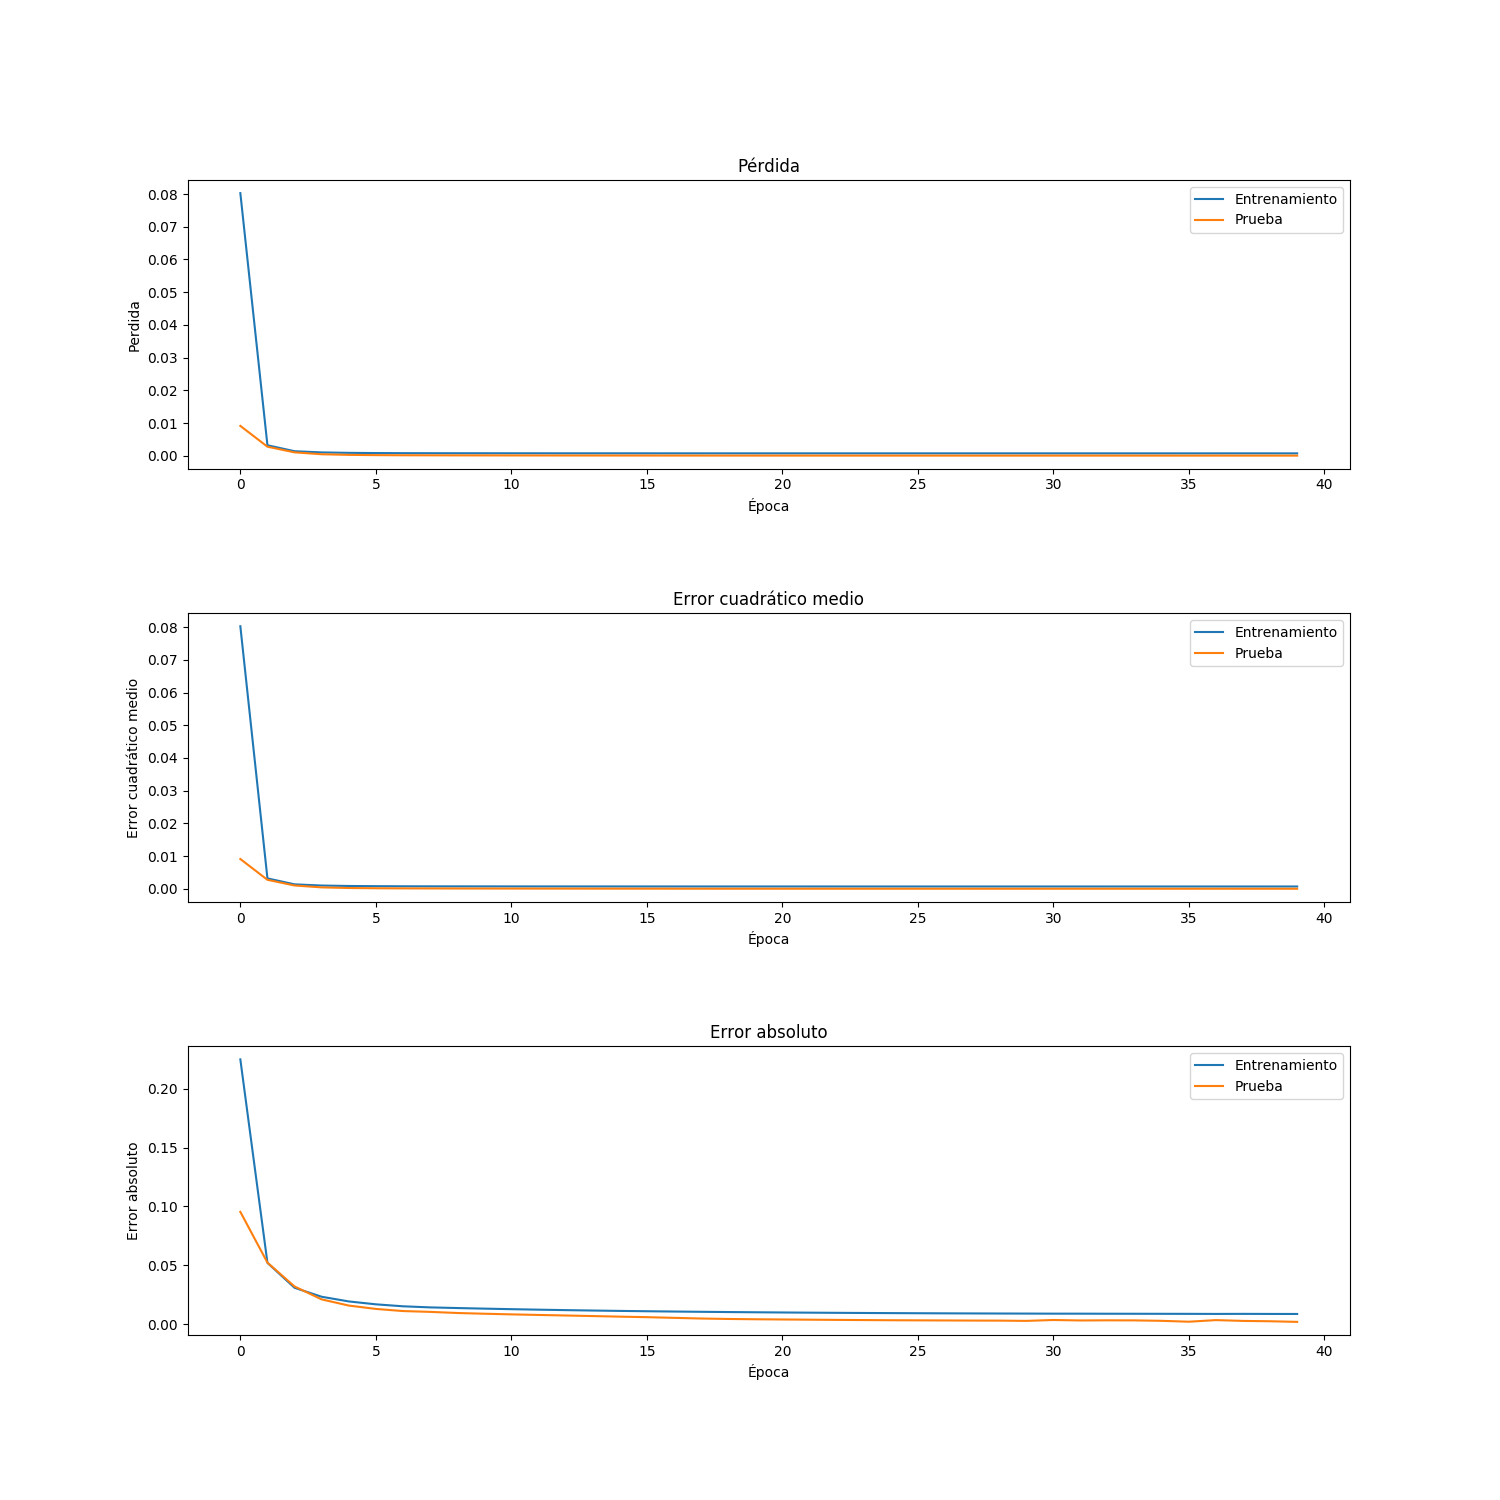 Pérdida
0.08
0.07
0.06
0.05
0.04
0.03
0.02
0.01
0.00
Perdida
Entrenamiento
Prueba
0 5 10 15 20 25 30 35 40
Época
Error cuadrático medio
0.08
0.07
0.06
0.05
0.04
0.03
0.02
0.01
0.00
Error cuadrático medio
Entrenamiento
Prueba
0 5 10 15 20 25 30 35 40
Época
Error absoluto
0.20
0.15
0.10
0.05
0.00
Error absoluto
Entrenamiento
Prueba
0 5 10 15 20 25 30 35 40
Época